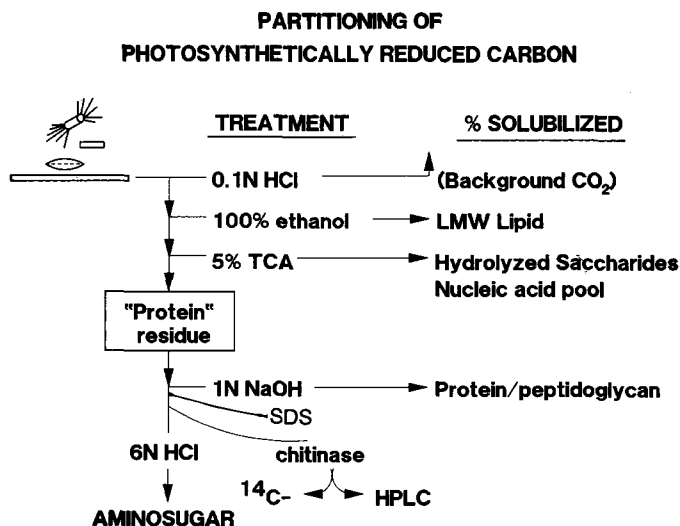 PARTITIONING OF
PHOTOSYNTHETICALLY REDUCED CARBON
TREATMENT % SOLUBILIZED
0.1N HCl (Background CO₂)
100% ethanol LMW Lipid
5% TCA Hydrolyzed Saccharides
Nucleic acid pool
"Protein"
residue
1N NaOH Protein/peptidoglycan
SDS
6N HCl chitinase
¹⁴C- HPLC
AMINOSUGAR